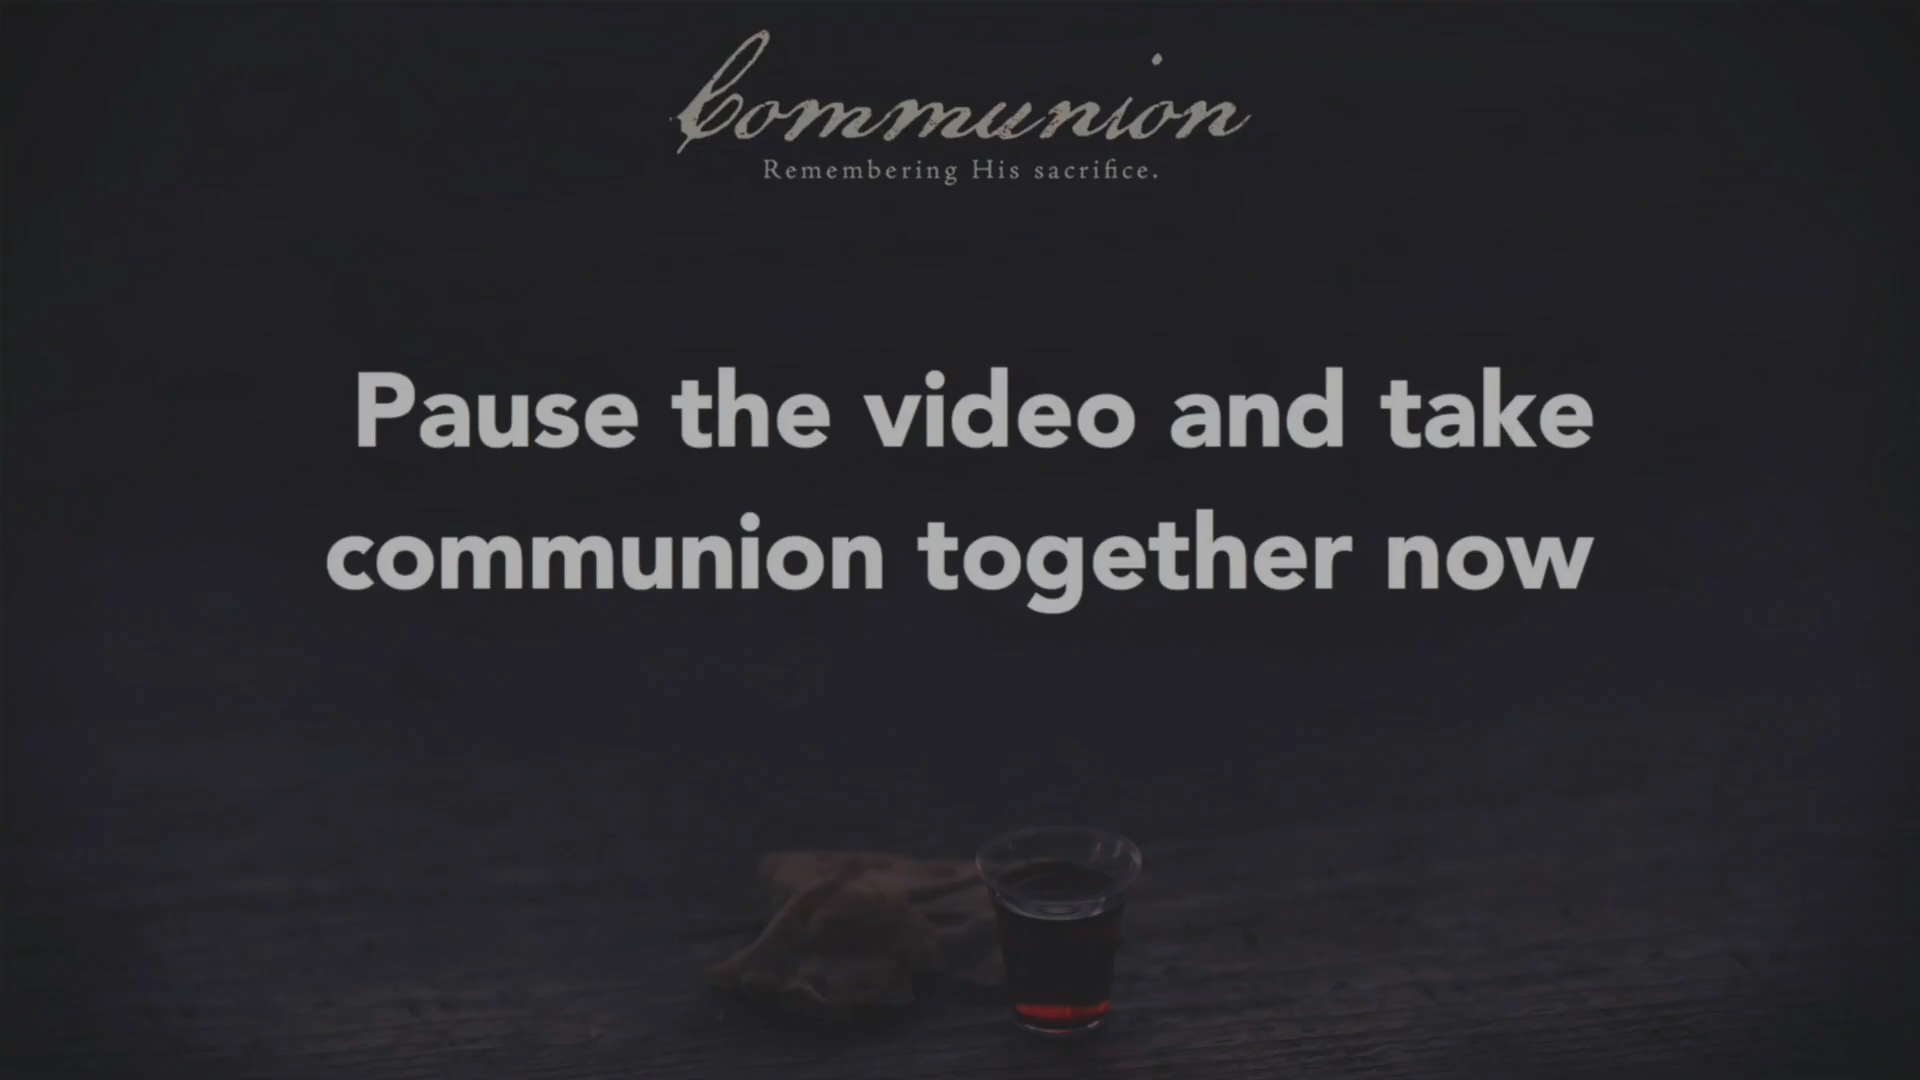 Communion
Remembering His sacrifice.
Pause the video and take
communion together now